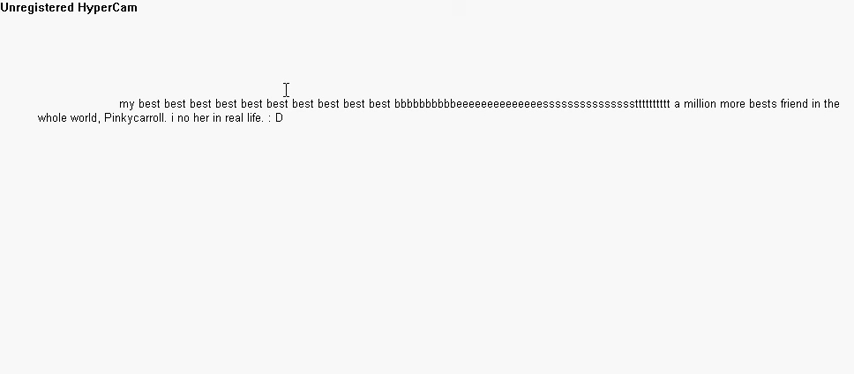 Unregistered HyperCam
my best best best best best best best best best best bbbbbbbbbbeeeeeeeeeeeeeesssssssssssssssttttttttttt a million more bests friend in the
whole world, Pinkycarroll. i no her in real life. : D